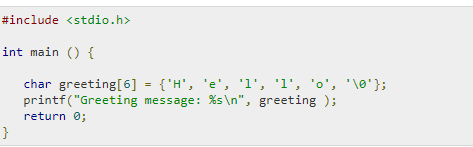 #include <stdio.h>
int main () {
char greeting[6] = {'H', 'e', 'l', 'l', 'o', '\0'};
printf("Greeting message: %s\n", greeting );
return 0;
}